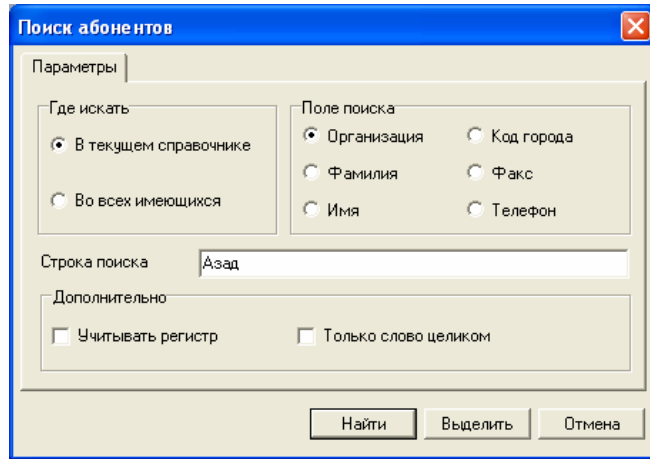 Поиск абонентов
Параметры
Где искать
В текущем справочнике
Во всех имеющихся
Поле поиска
Организация
Код города
Фамилия
Факс
Имя
Телефон
Строка поиска Азад
Дополнительно
Учитывать регистр
Только слово целиком
Найти
Выделить
Отмена